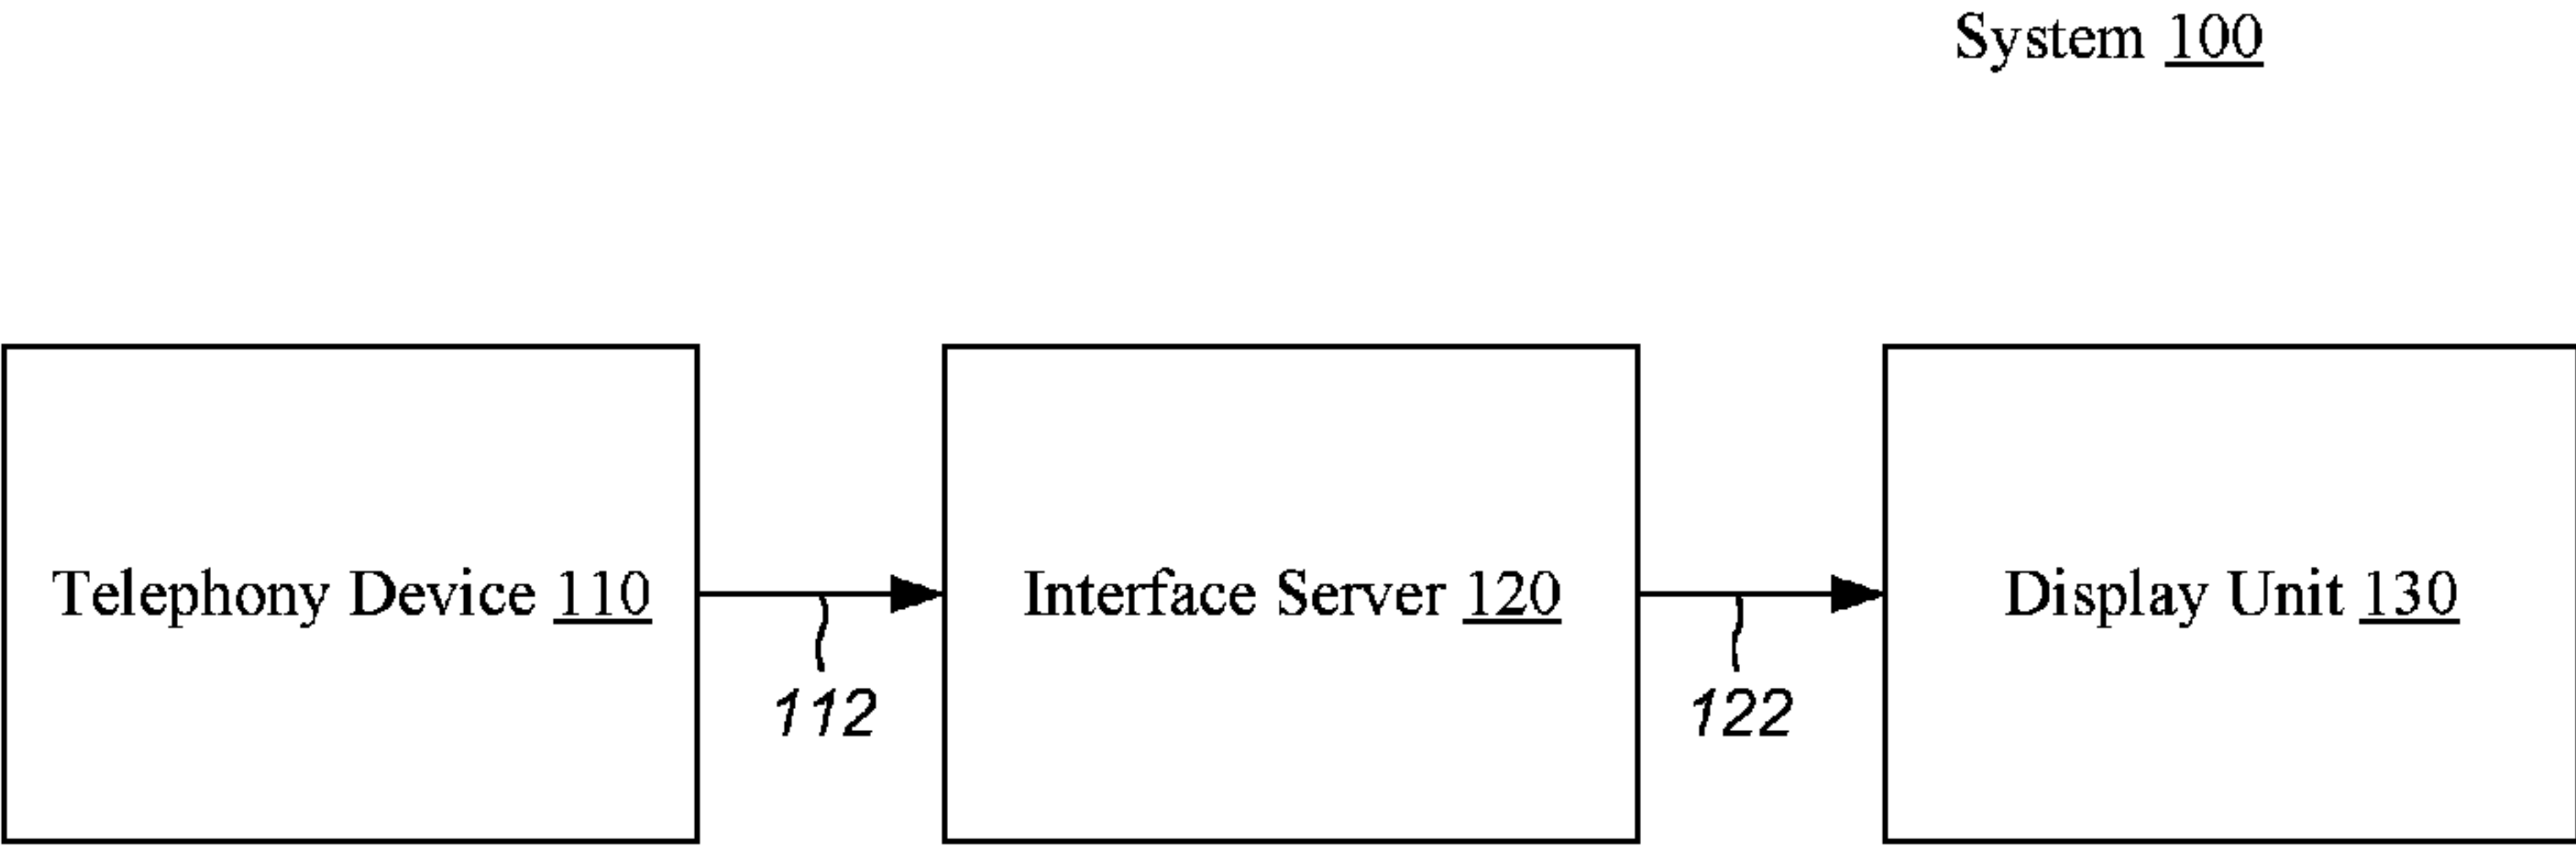 System 100
Telephony Device 110
Interface Server 120
Display Unit 130
112
122